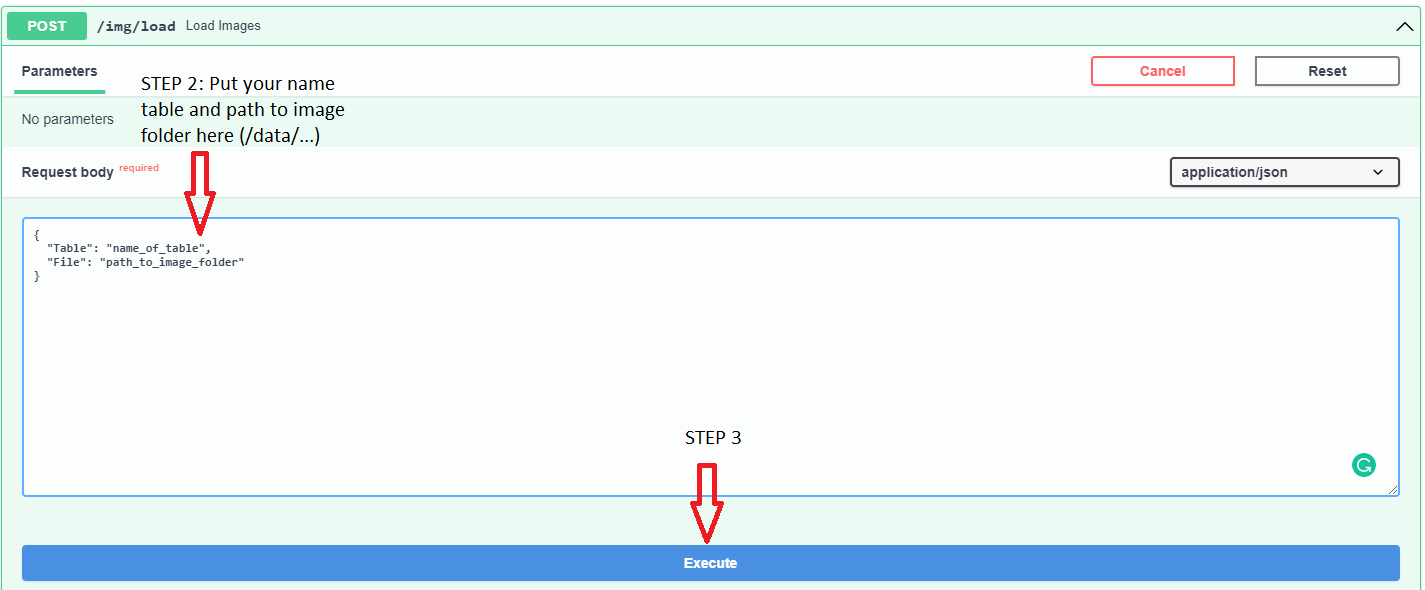 POST /img/load Load Images
Parameters
Cancel
Reset
STEP 2: Put your name
table and path to image
folder here (/data/...)
No parameters
Request body required
application/json
{
  "Table": "name_of_table",
  "File": "path_to_image_folder"
}
STEP 3
Execute